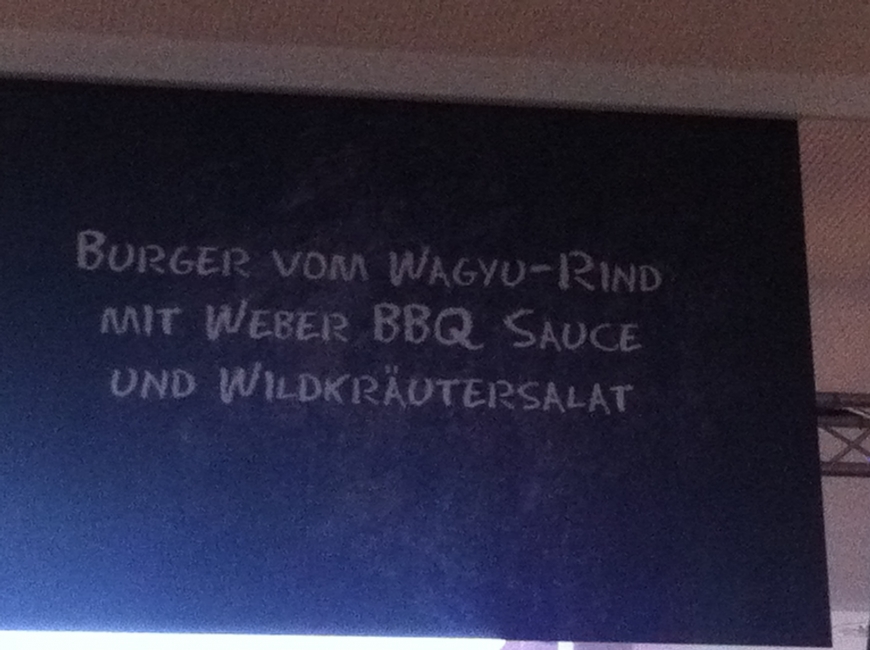 Burger vom Wagyu-Rind
mit Weber BBQ Sauce
und Wildkräutersalat